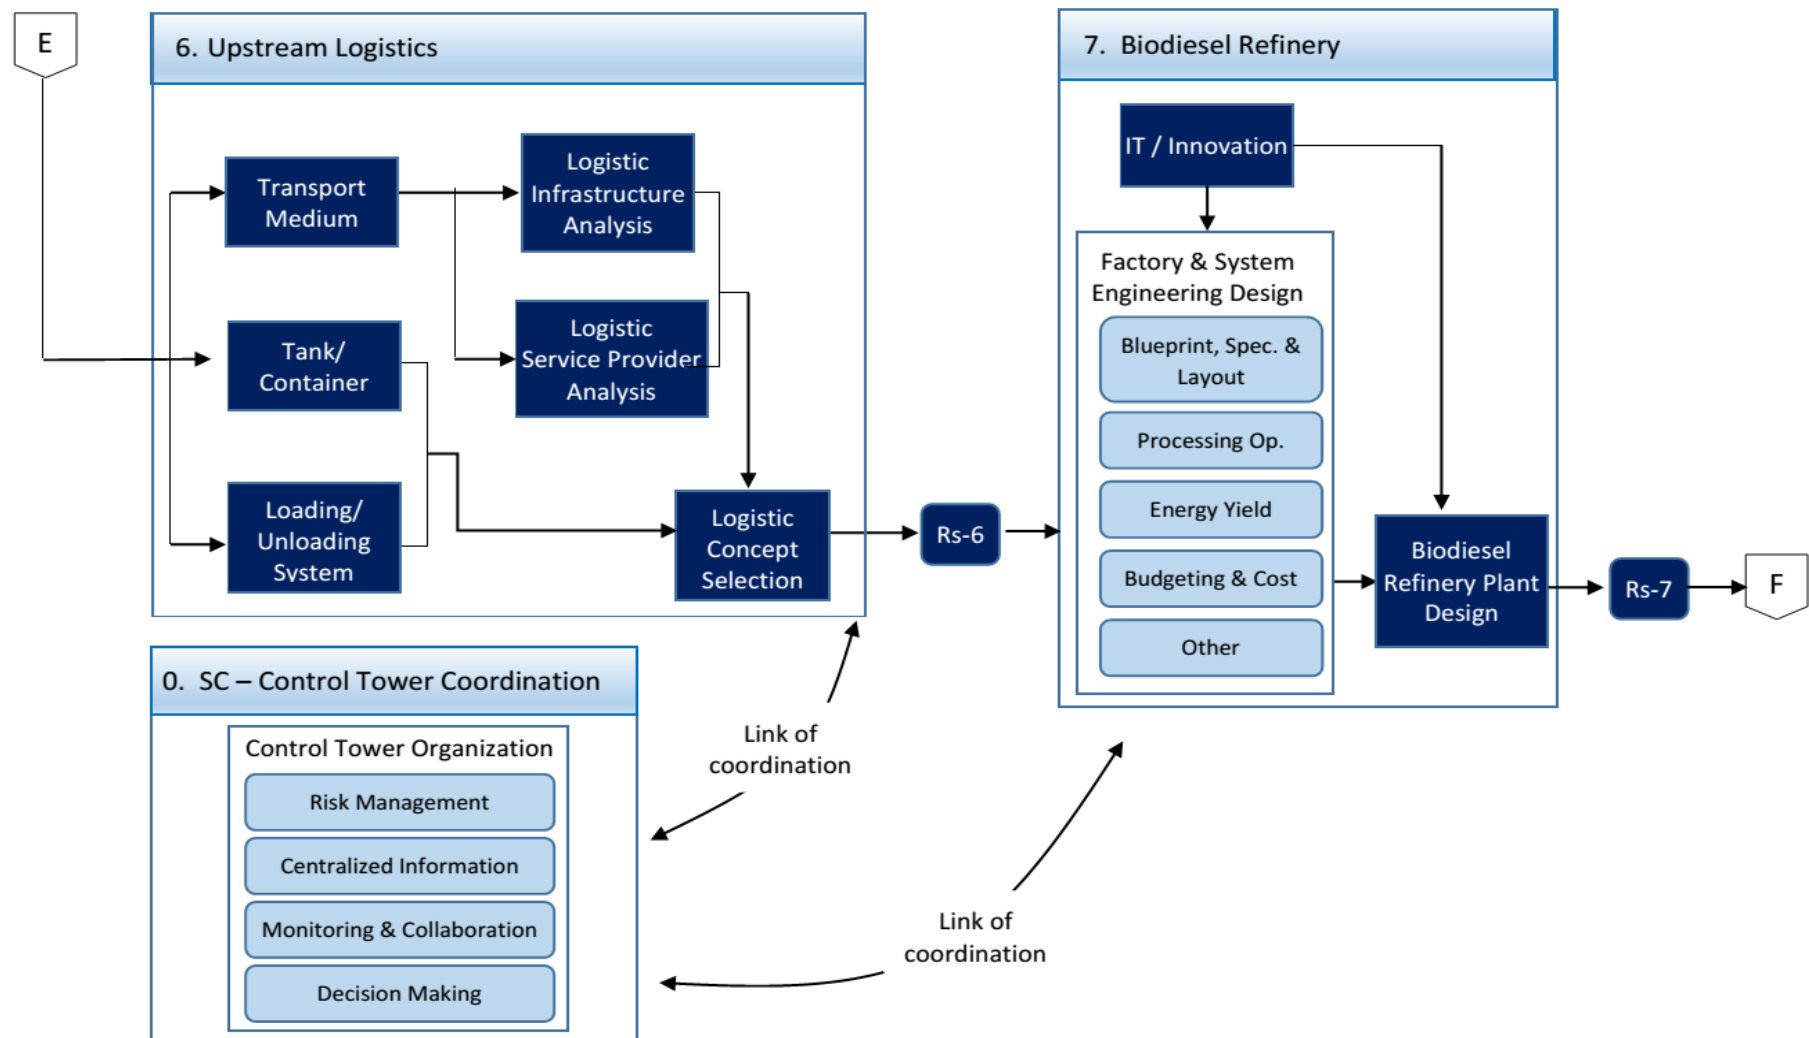 E
6. Upstream Logistics
Transport
Medium
Logistic
Infrastructure
Analysis
Tank/
Container
Logistic
Service Provider
Analysis
Loading/
Unloading
System
Logistic
Concept
Selection
Rs-6
7. Biodiesel Refinery
IT / Innovation
Factory & System
Engineering Design
Blueprint, Spec. &
Layout
Processing Op.
Energy Yield
Budgeting & Cost
Other
Biodiesel
Refinery Plant
Design
Rs-7
F
0. SC – Control Tower Coordination
Control Tower Organization
Risk Management
Centralized Information
Monitoring & Collaboration
Decision Making
Link of
coordination
Link of
coordination